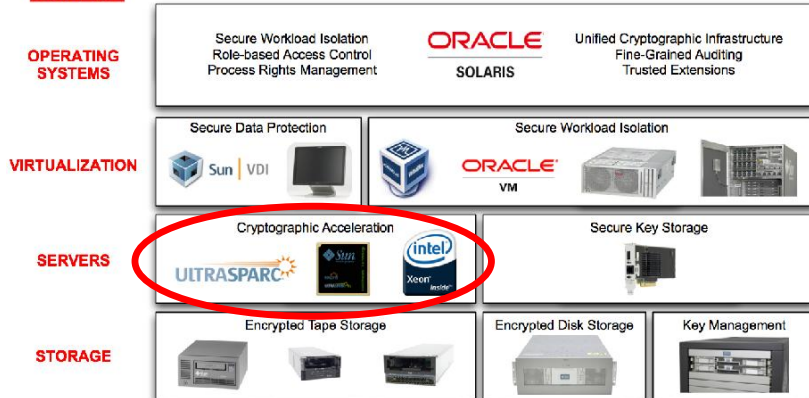 OPERATING
SYSTEMS
Secure Workload Isolation
Role-based Access Control
Process Rights Management
ORACLE
SOLARIS
Unified Cryptographic Infrastructure
Fine-Grained Auditing
Trusted Extensions
VIRTUALIZATION
Secure Data Protection
Sun VDI
Secure Workload Isolation
ORACLE
VM
SERVERS
Cryptographic Acceleration
ULTRASPARC
Sun
intel
Xeon
inside
Secure Key Storage
STORAGE
Encrypted Tape Storage
Encrypted Disk Storage
Key Management